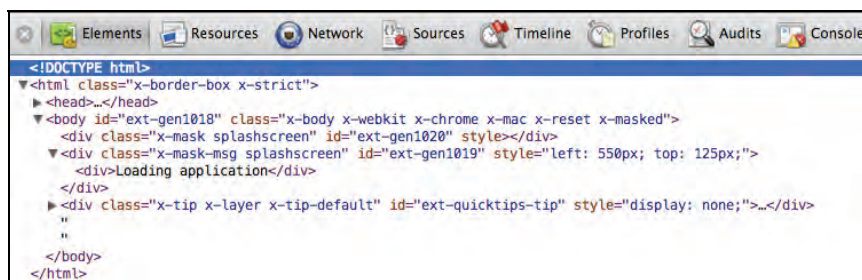 Elements Resources Network Sources Timeline Profiles Audits Console
<!DOCTYPE html>
▼<html class="x-border-box x-strict">
▶<head>…</head>
▼<body id="ext-gen1018" class="x-body x-webkit x-chrome x-mac x-reset x-masked">
<div class="x-mask splashscreen" id="ext-gen1020" style></div>
▼<div class="x-mask-msg splashscreen" id="ext-gen1019" style="left: 550px; top: 125px;">
<div>Loading application</div>
</div>
▶<div class="x-tip x-layer x-tip-default" id="ext-quicktips-tip" style="display: none;">…</div>
"
"
</body>
</html>